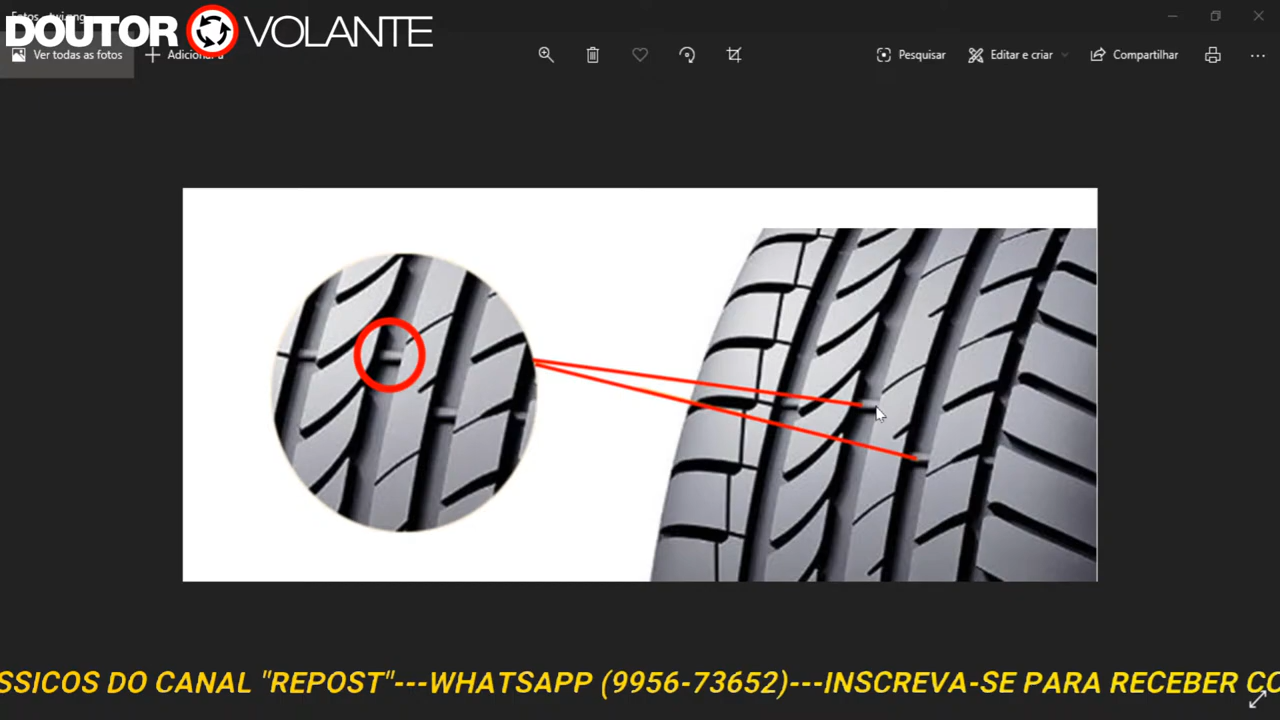 DOUTOR VOLANTE
Ver todas as fotos
Adicionar a
Pesquisar
Editar e criar
Compartilhar
SSICOS DO CANAL "REPOST"---WHATSAPP (9956-73652)---INSCREVA-SE PARA RECEBER CO